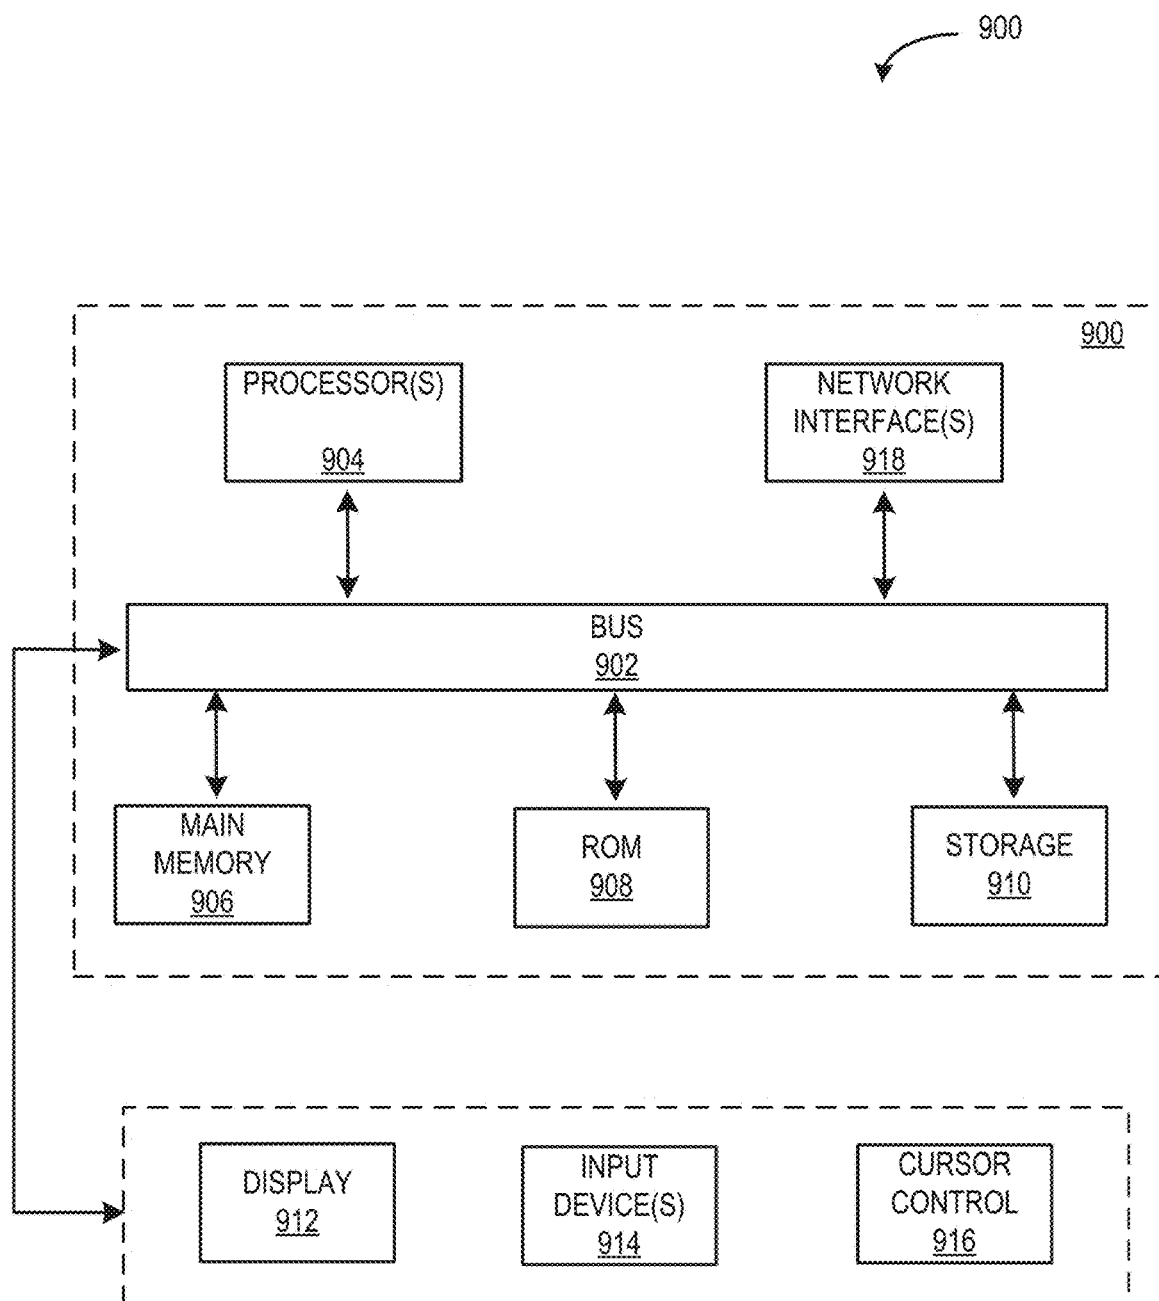 900
900
PROCESSOR(S)
904
NETWORK
INTERFACE(S)
918
BUS
902
MAIN
MEMORY
906
ROM
908
STORAGE
910
DISPLAY
912
INPUT
DEVICE(S)
914
CURSOR
CONTROL
916